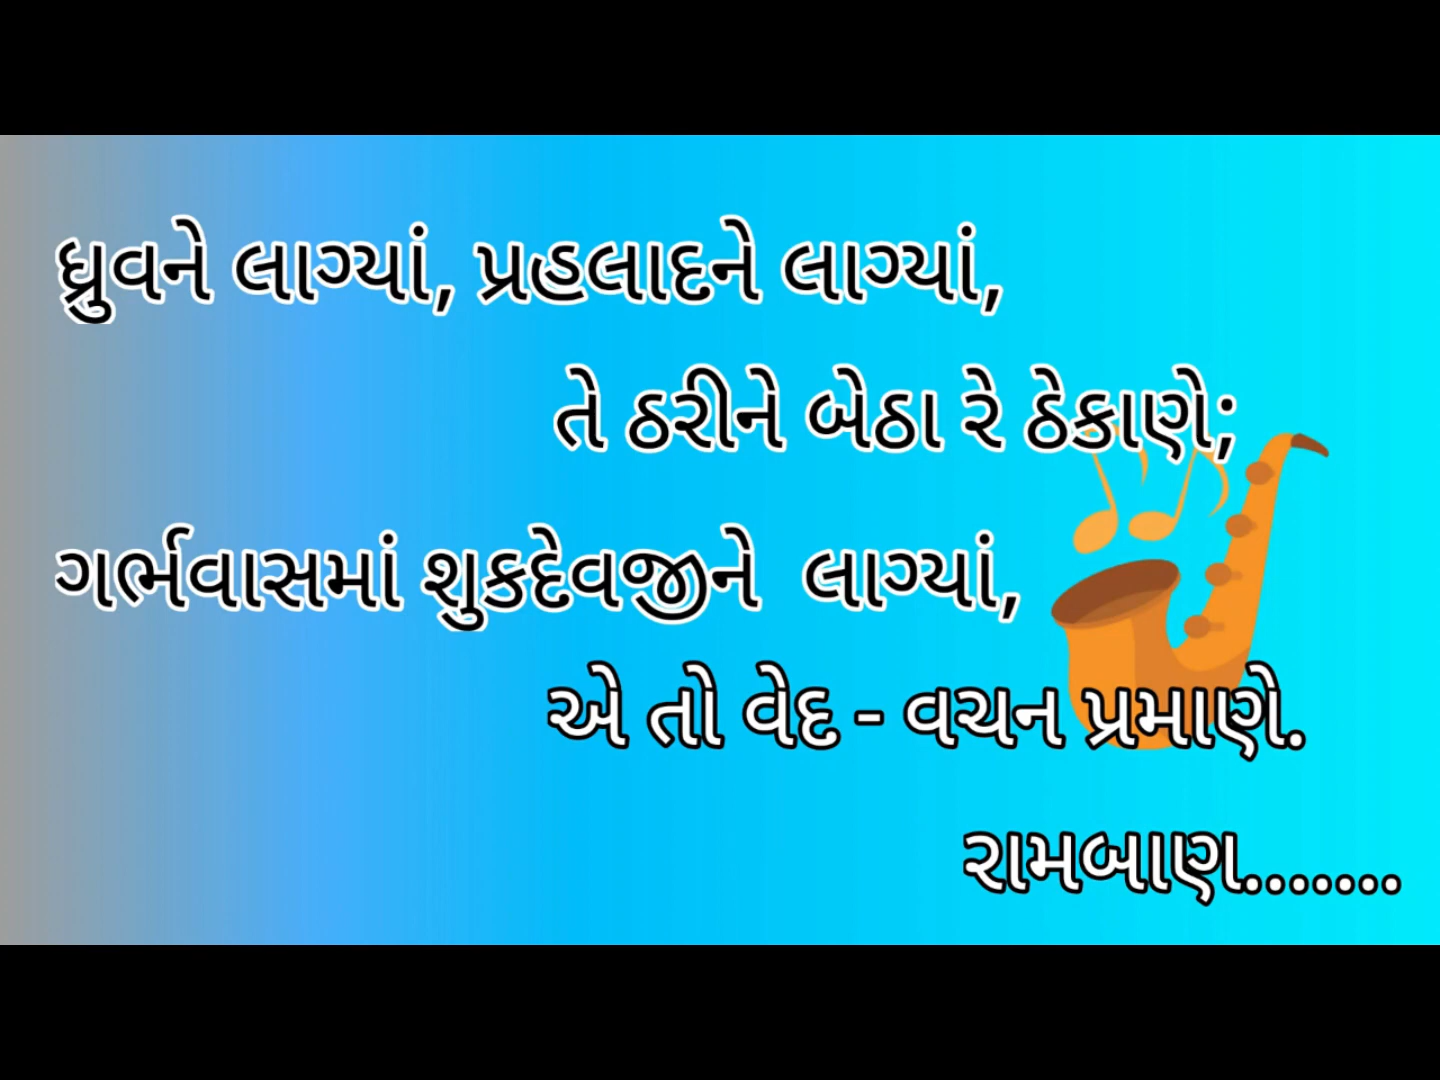 ધ્રુવને લાગ્યાં, પ્રહલાદને લાગ્યાં,
તે ઠરીને બેઠા રે ઠેકાણે;
ગર્ભવાસમાં શુકદેવજીને લાગ્યાં,
એ તો વેદ - વચન પ્રમાણે.
રામબાણ.......